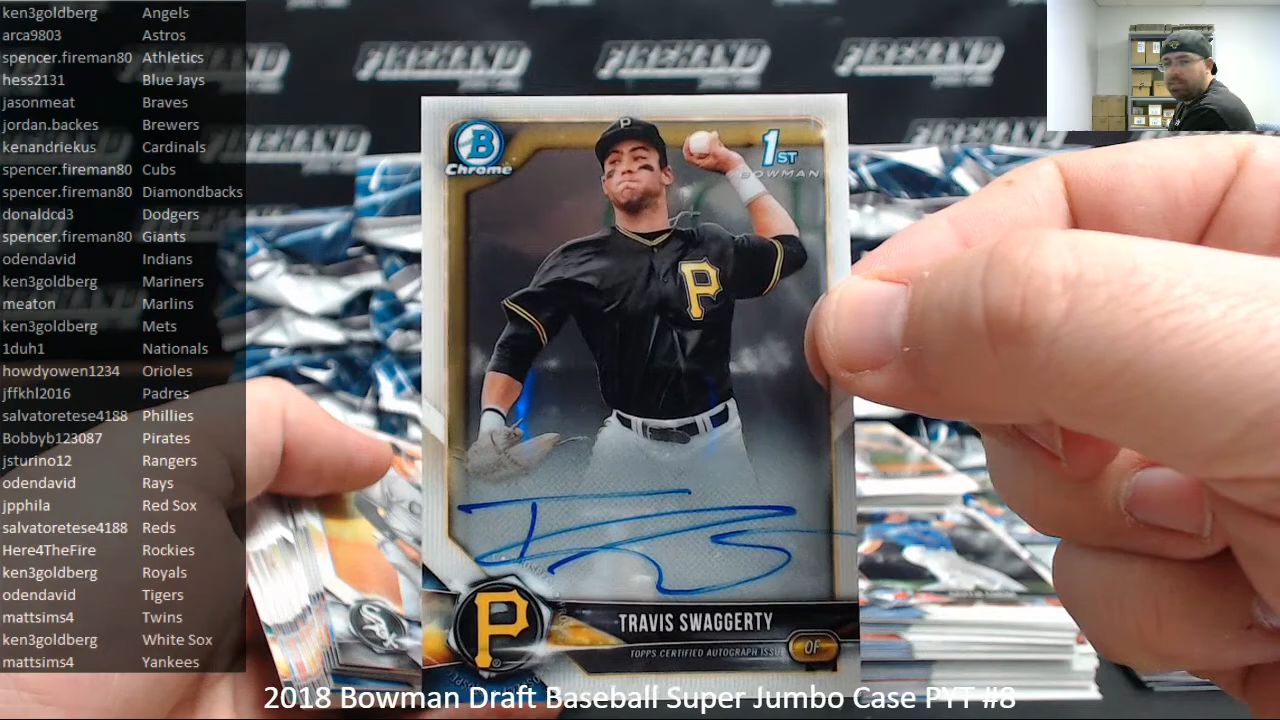 ken3goldberg Angels
arca9803 Astros
spencer.fireman80 Athletics
hess2131 Blue Jays
jasonmeat Braves
jordan.backes Brewers
kenandriekus Cardinals
spencer.fireman80 Cubs
spencer.fireman80 Diamondbacks
donaldcd3 Dodgers
spencer.fireman80 Giants
odendavid Indians
ken3goldberg Mariners
meaton Marlins
ken3goldberg Mets
1duh1 Nationals
howdyowen1234 Orioles
jffkhl2016 Padres
salvatoretese4188 Phillies
Bobbyb123087 Pirates
jsturino12 Rangers
odendavid Rays
jpphila Red Sox
salvatoretese4188 Reds
Here4TheFire Rockies
ken3goldberg Royals
odendavid Tigers
mattsims4 Twins
ken3goldberg White Sox
mattsims4 Yankees
FIREHAND FIREHAND FIREHAND
FIREHAND
B
Chrome
1ST
BOWMAN
P
P
P
TRAVIS SWAGGERTY
TOPPS CERTIFIED AUTOGRAPH ISSUE
OF
Sox
2018 Bowman Draft Baseball Super Jumbo Case PYT #8